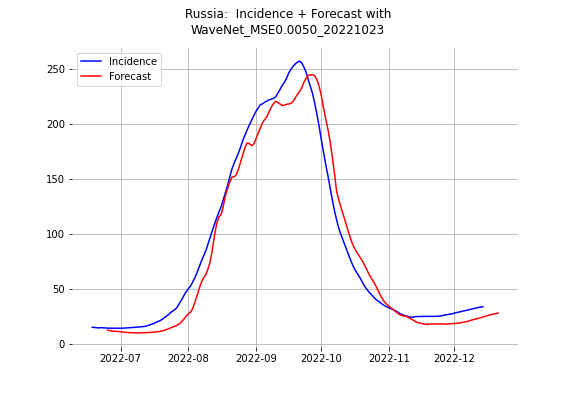 Russia:  Incidence + Forecast with
WaveNet_MSE0.0050_20221023
Incidence
Forecast
250
200
150
100
50
0
2022-07 2022-08 2022-09 2022-10 2022-11 2022-12